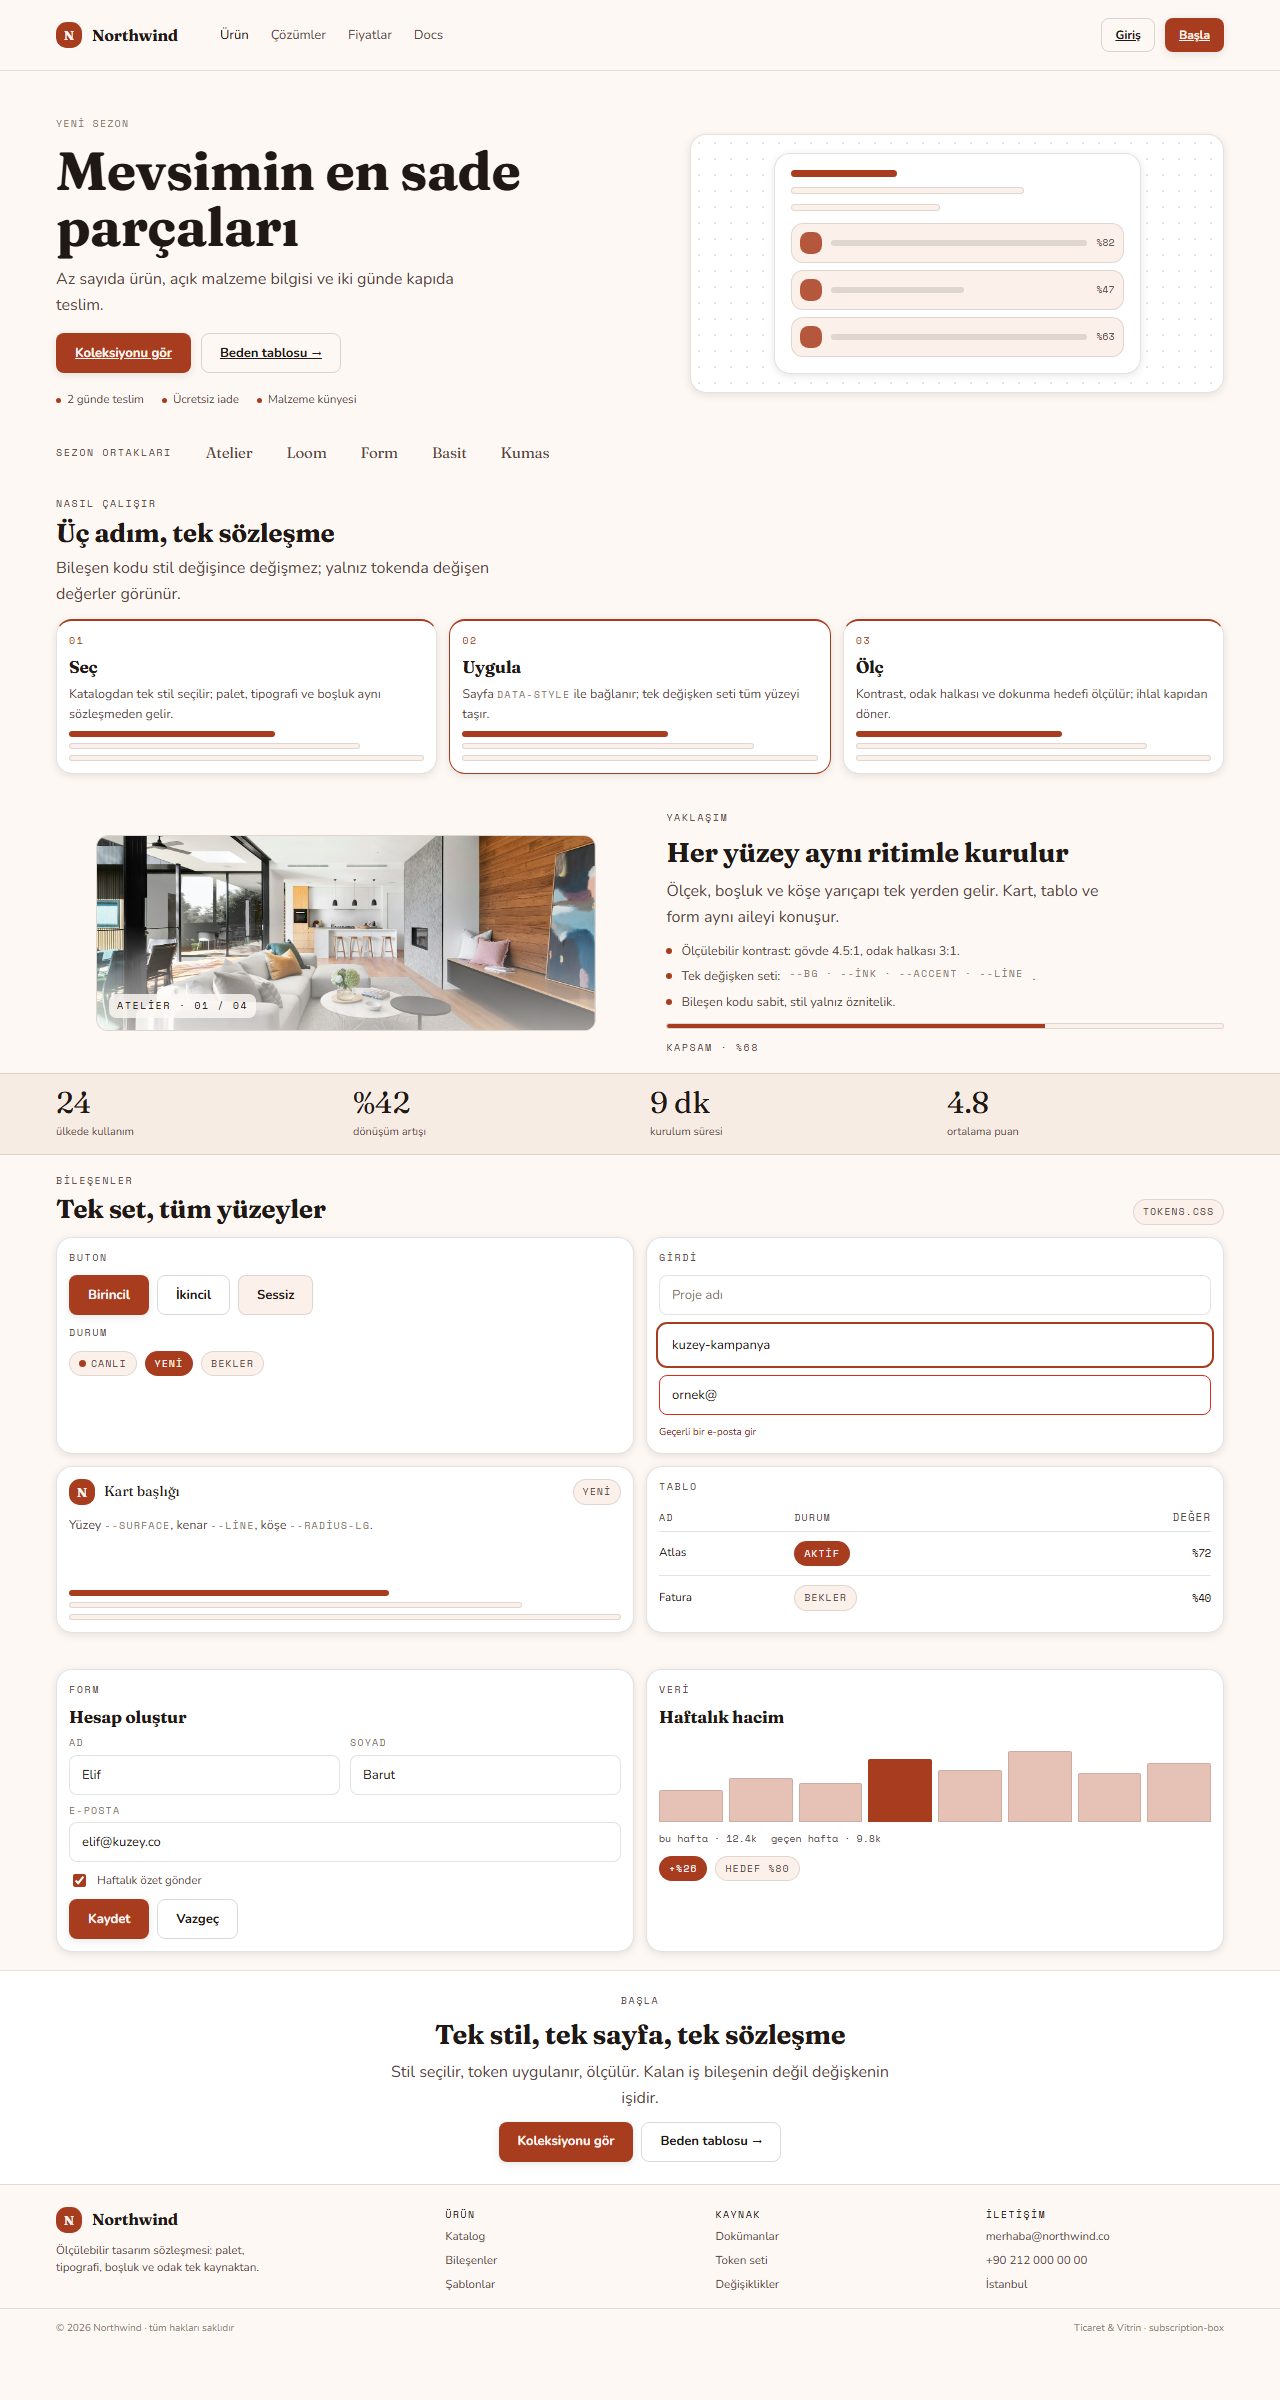 N Northwind Ürün Çözümler Fiyatlar Docs Giriş Başla
YENİ SEZON
Mevsimin en sade
parçaları
Az sayıda ürün, açık malzeme bilgisi ve iki günde kapıda
teslim.
Koleksiyonu gör Beden tablosu →
2 günde teslim Ücretsiz iade Malzeme künyesi
%82
%47
%63
SEZON ORTAKLARI Atelier Loom Form Basit Kumas
NASIL ÇALIŞIR
Üç adım, tek sözleşme
Bileşen kodu stil değişince değişmez; yalnız tokenda değişen
değerler görünür.
01
Seç
Katalogdan tek stil seçilir; palet, tipografi ve boşluk aynı
sözleşmeden gelir.
02
Uygula
Sayfa DATA-STYLE ile bağlanır; tek değişken seti tüm yüzeyi
taşır.
03
Ölç
Kontrast, odak halkası ve dokunma hedefi ölçülür; ihlal kapıdan
döner.
ATELİER · 01 / 04
YAKLAŞIM
Her yüzey aynı ritimle kurulur
Ölçek, boşluk ve köşe yarıçapı tek yerden gelir. Kart, tablo ve
form aynı aileyi konuşur.
Ölçülebilir kontrast: gövde 4.5:1, odak halkası 3:1.
Tek değişken seti: --BG · --İNK · --ACCENT · --LİNE .
Bileşen kodu sabit, stil yalnız öznitelik.
KAPSAM · %68
24 %42 9 dk 4.8
ülkede kullanım dönüşüm artışı kurulum süresi ortalama puan
BİLEŞENLER
Tek set, tüm yüzeyler
TOKENS.CSS
BUTON
Birincil İkincil Sessiz
DURUM
CANLI YENİ BEKLER
GİRDİ
Proje adı
kuzey-kampanya
ornek@
Geçerli bir e-posta gir
N Kart başlığı YENİ
Yüzey --SURFACE, kenar --LİNE, köşe --RADİUS-LG.
TABLO
AD DURUM DEĞER
Atlas AKTİF %72
Fatura BEKLER %40
FORM
Hesap oluştur
AD SOYAD
Elif Barut
E-POSTA
elif@kuzey.co
Haftalık özet gönder
Kaydet Vazgeç
VERİ
Haftalık hacim
bu hafta · 12.4k geçen hafta · 9.8k
+%26 HEDEF %80
BAŞLA
Tek stil, tek sayfa, tek sözleşme
Stil seçilir, token uygulanır, ölçülür. Kalan iş bileşenin değil değişkenin
işidir.
Koleksiyonu gör Beden tablosu →
N Northwind
Ölçülebilir tasarım sözleşmesi: palet,
tipografi, boşluk ve odak tek kaynaktan.
ÜRÜN
Katalog
Bileşenler
Şablonlar
KAYNAK
Dokümanlar
Token seti
Değişiklikler
İLETİŞİM
merhaba@northwind.co
+90 212 000 00 00
İstanbul
© 2026 Northwind · tüm hakları saklıdır Ticaret & Vitrin · subscription-box